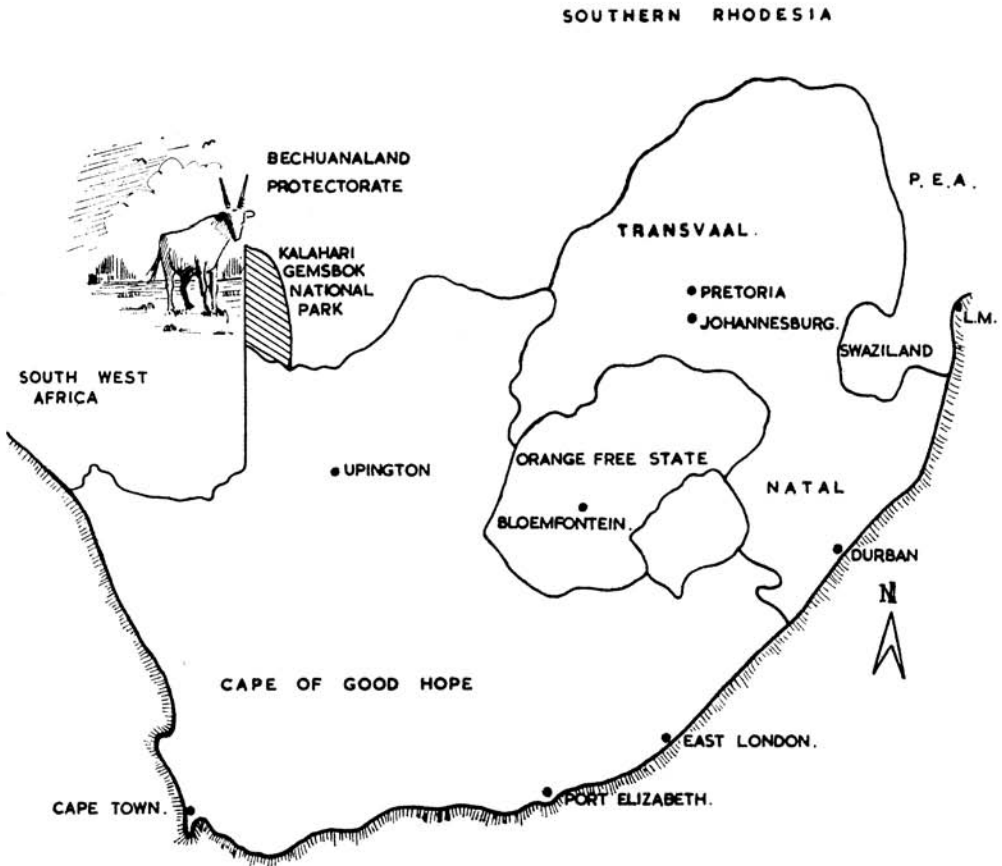 SOUTHERN RHODESIA
BECHUANALAND
PROTECTORATE
P.E.A.
TRANSVAAL.
KALAHARI
GEMSBOK
NATIONAL
PARK
PRETORIA
JOHANNESBURG.
L.M.
SWAZILAND
SOUTH WEST
AFRICA
UPINGTON
ORANGE FREE STATE
NATAL
BLOEMFONTEIN.
DURBAN
N
CAPE OF GOOD HOPE
EAST LONDON.
CAPE TOWN.
PORT ELIZABETH.